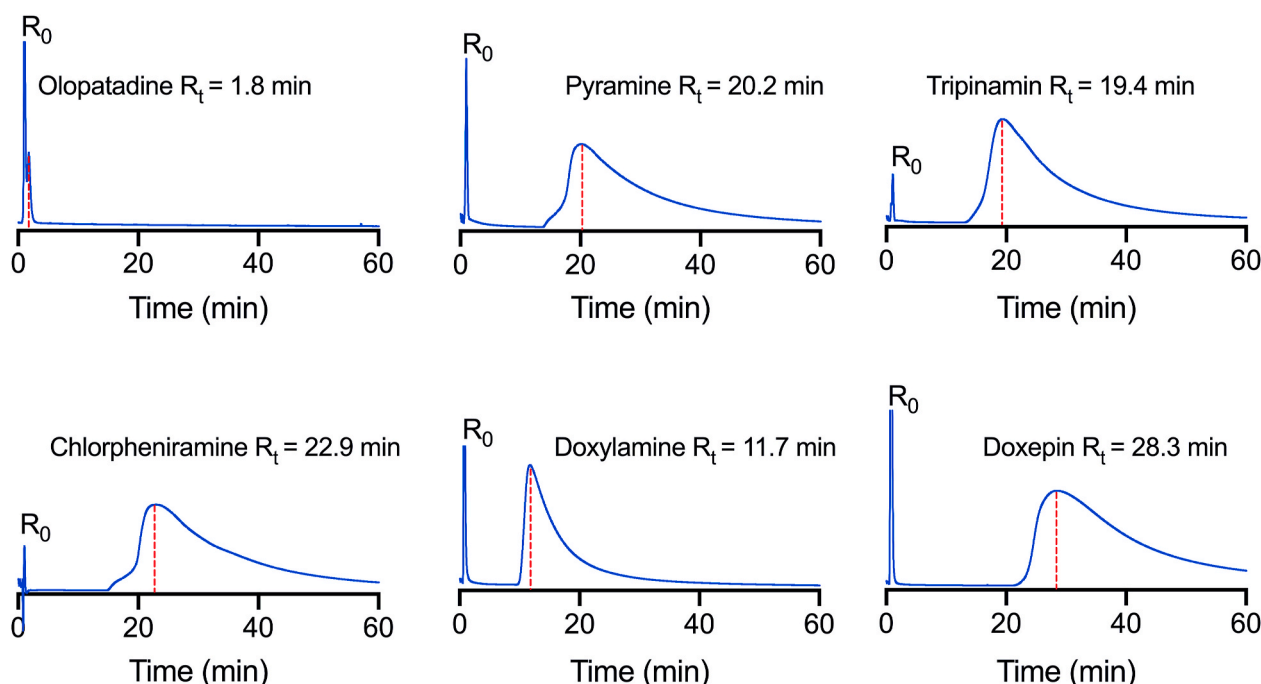 R₀
Olopatadine Rₜ = 1.8 min
0 20 40 60
Time (min)
R₀
Pyramine Rₜ = 20.2 min
0 20 40 60
Time (min)
Tripinamin Rₜ = 19.4 min
R₀
0 20 40 60
Time (min)
Chlorpheniramine Rₜ = 22.9 min
R₀
0 20 40 60
Time (min)
R₀
Doxylamine Rₜ = 11.7 min
0 20 40 60
Time (min)
R₀
Doxepin Rₜ = 28.3 min
0 20 40 60
Time (min)